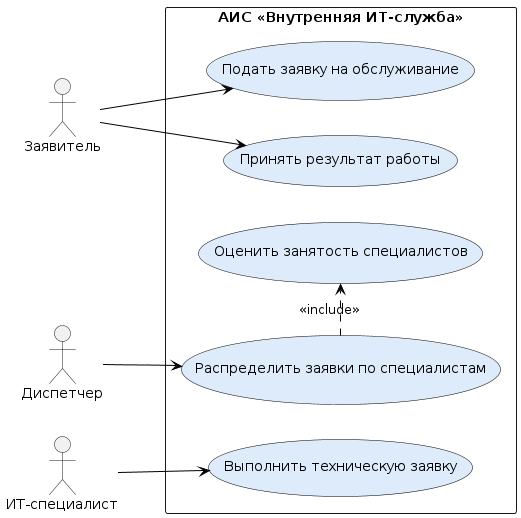 АИС «Внутренняя ИТ-служба»
Подать заявку на обслуживание
Заявитель
Принять результат работы
Оценить занятость специалистов
«include»
Распределить заявки по специалистам
Диспетчер
Выполнить техническую заявку
ИТ-специалист